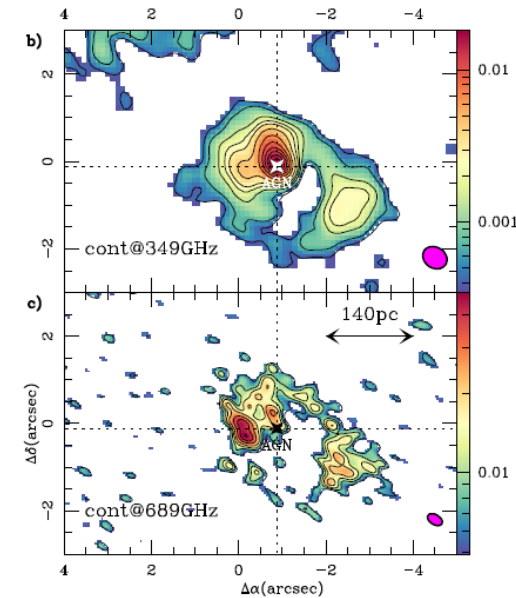 4 2 0 −2 −4
b)
2
0
−2
AGN
cont@349GHz
0.01
0.001
c)
140pc
2
0
−2
AGN
cont@689GHz
0.01
Δδ(arcsec)
4 2 0 −2 −4
Δα(arcsec)